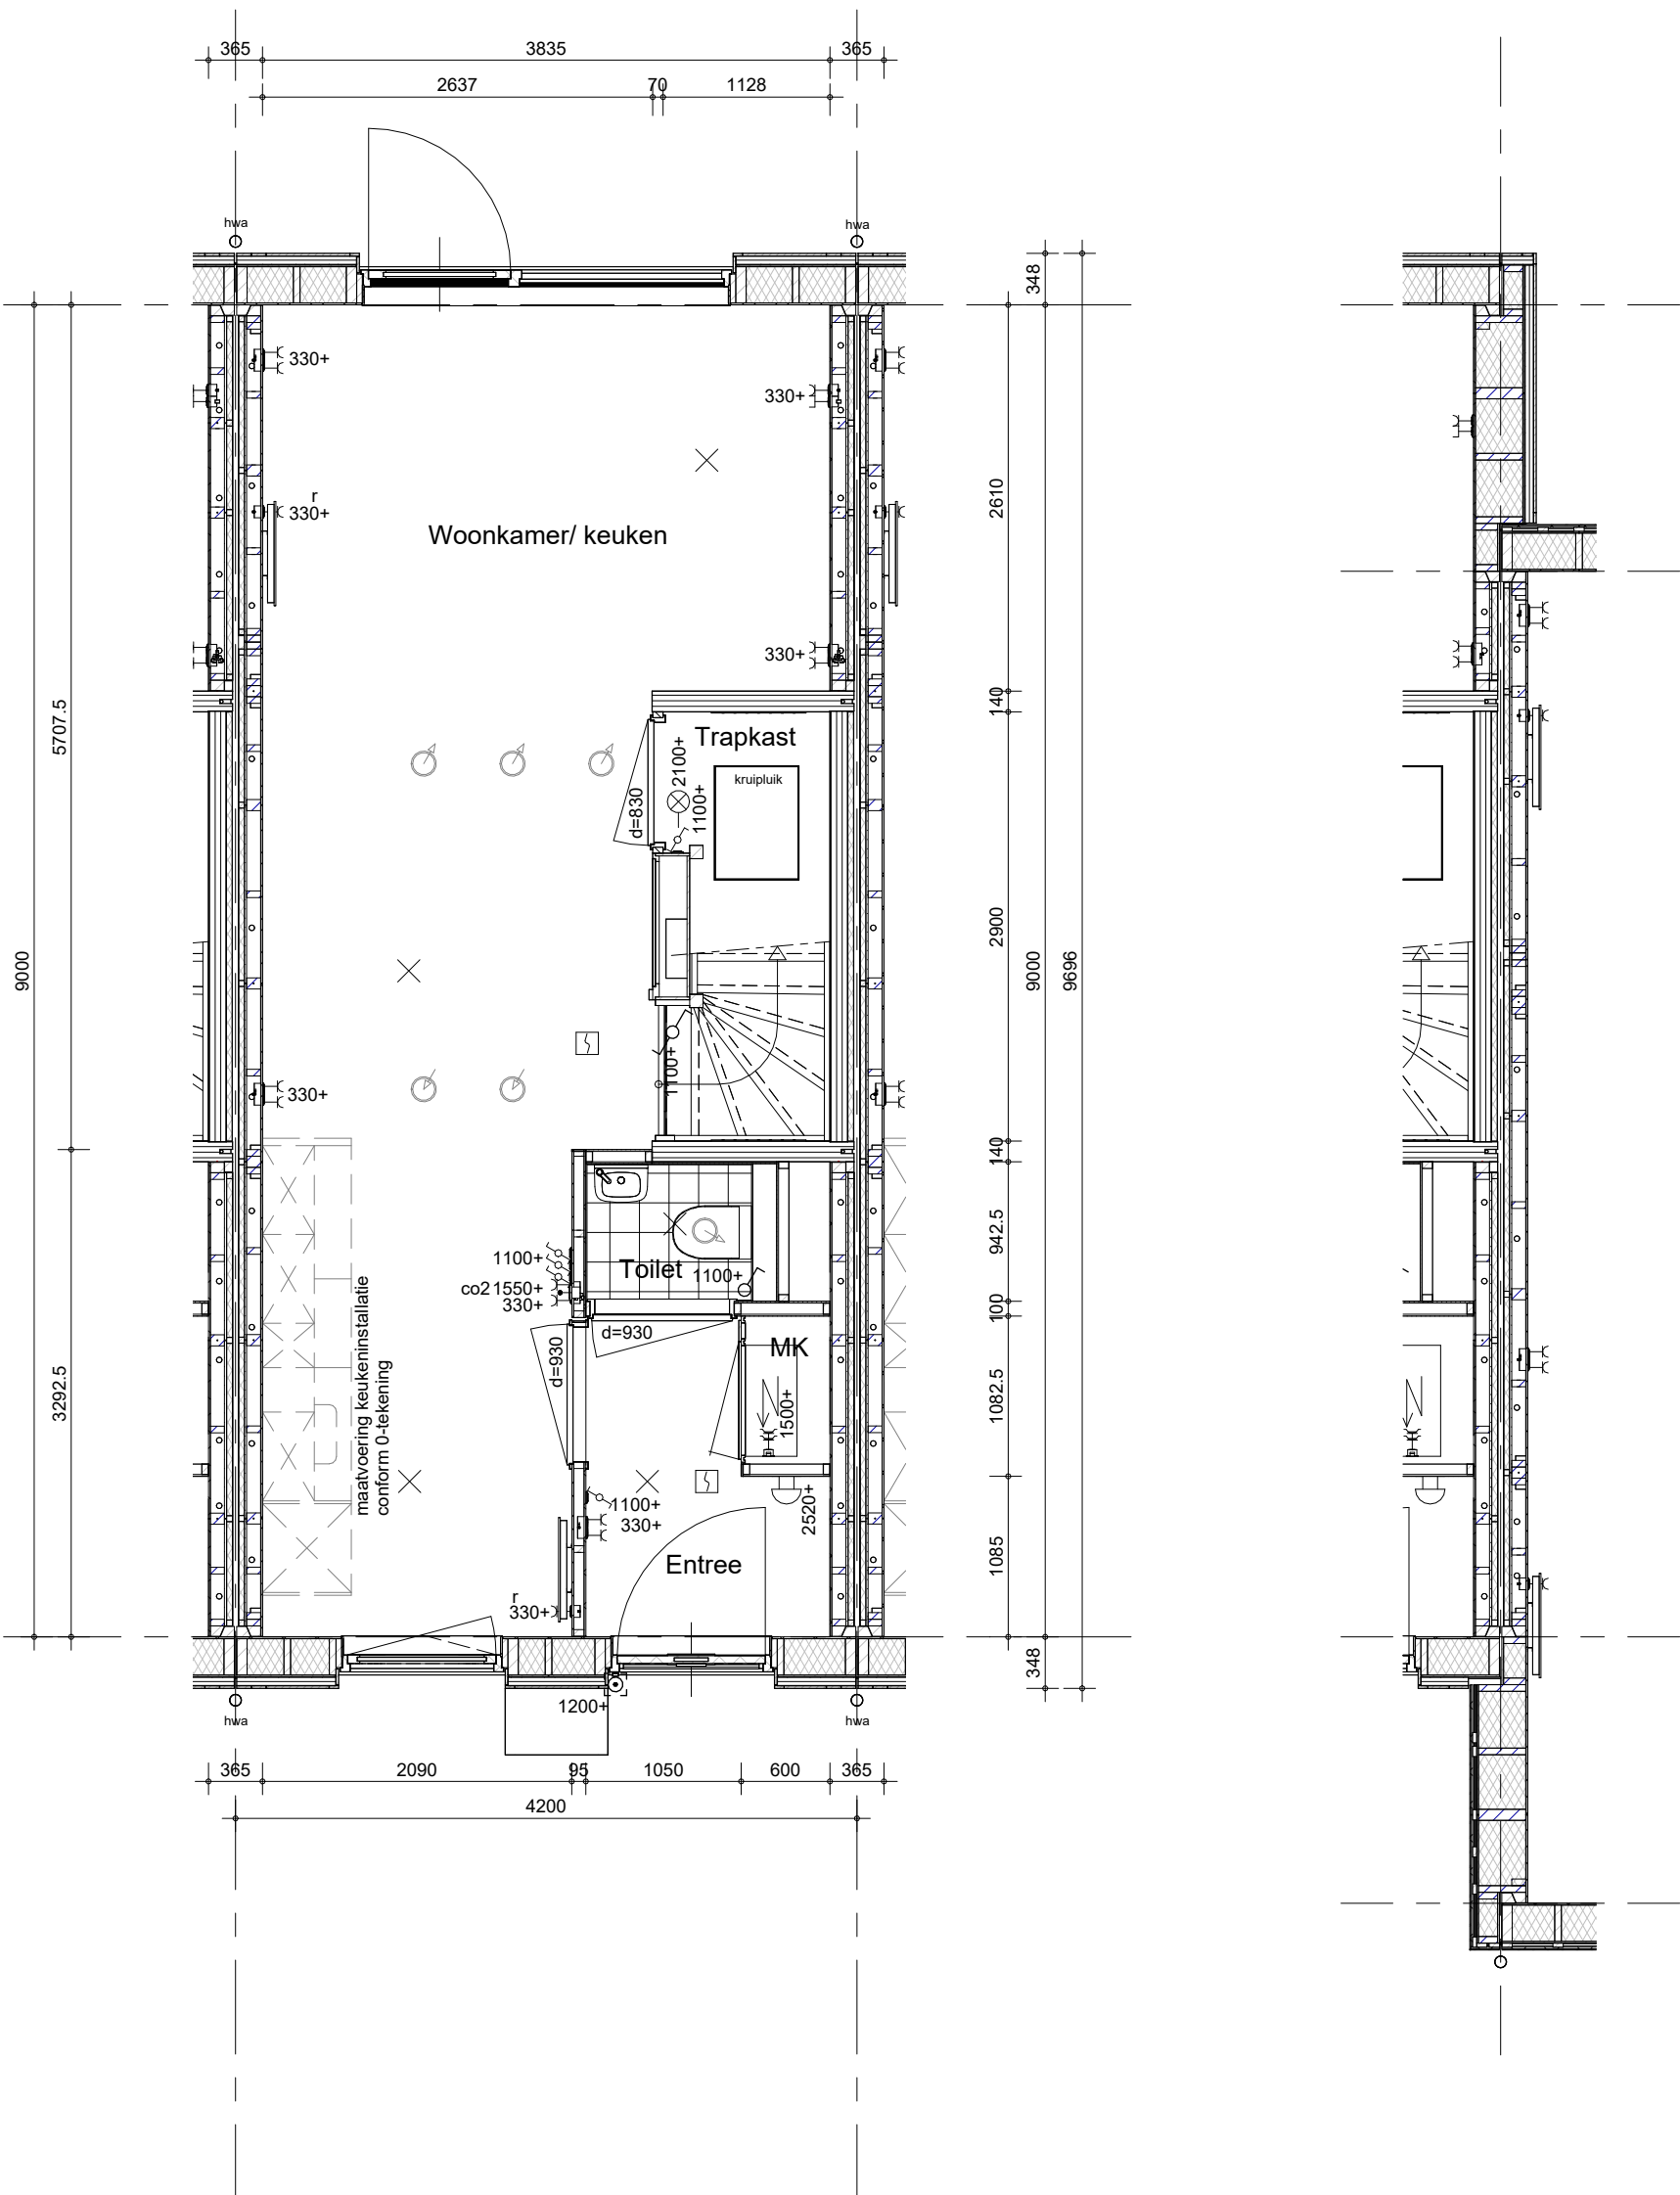 365
3835
365
2637
70
1128
hwa
hwa
348
330+
330+
r
330+
2610
Woonkamer/ keuken
330+
140
5707.5
Trapkast
kruipluik
2100+
d=830
1100+
2900
9000
9000
9696
1100+
330+
140
942.5
1100+
Toilet
1100+
co2
1550+
330+
100
d=930
MK
d=930
maatvoering keukeninstallatie
conform 0-tekening
3292.5
1082.5
1500+
1100+
2520+
330+
Entree
1085
r
330+
348
1200+
hwa
hwa
365
2090
95
1050
600
365
4200